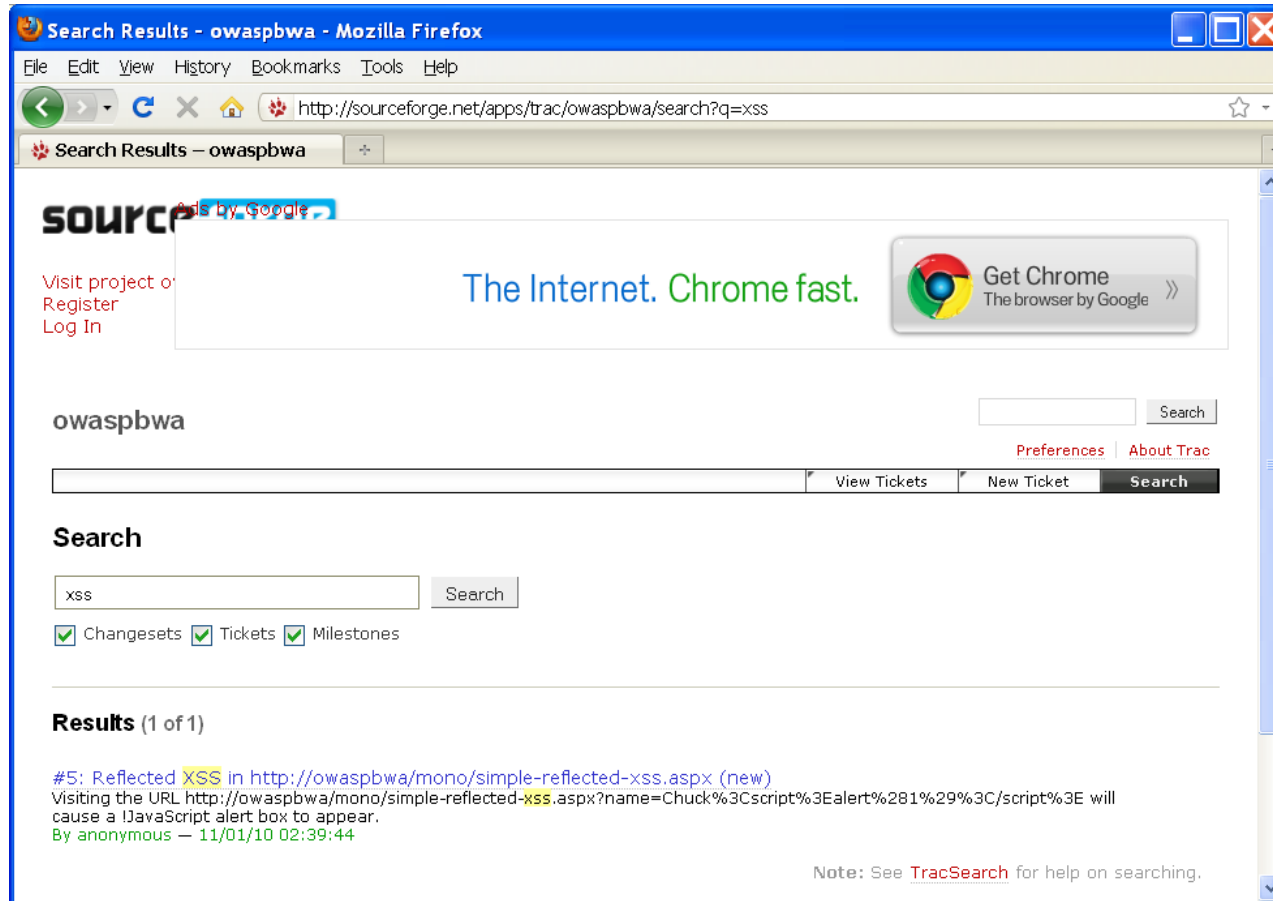 Search Results - owaspbwa - Mozilla Firefox
File Edit View History Bookmarks Tools Help
http://sourceforge.net/apps/trac/owaspbwa/search?q=xss
Search Results – owaspbwa
Ads by Google
Visit project
Register
Log In
The Internet. Chrome fast.
Get Chrome
The browser by Google
owaspbwa
Search
Preferences About Trac
View Tickets New Ticket Search
Search
xss Search
Changesets Tickets Milestones
Results (1 of 1)
#5: Reflected XSS in http://owaspbwa/mono/simple-reflected-xss.aspx (new)
Visiting the URL http://owaspbwa/mono/simple-reflected-xss.aspx?name=Chuck%3Cscript%3Ealert%281%29%3C/script%3E will
cause a !JavaScript alert box to appear.
By anonymous — 11/01/10 02:39:44
Note: See TracSearch for help on searching.